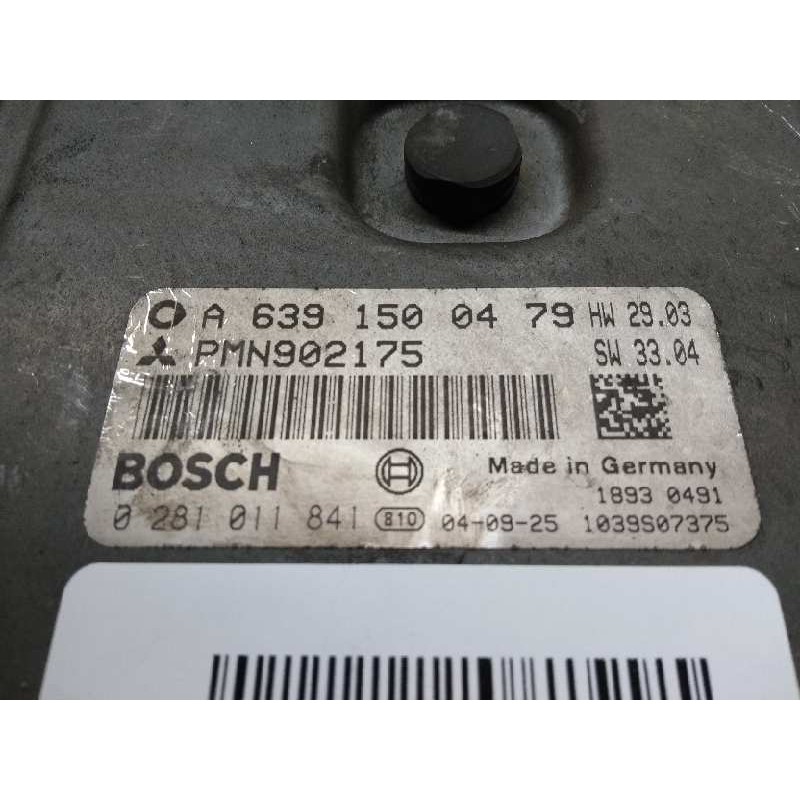 A 639 150 04 79 HW 29.03
PMN902175 SW 33.04
BOSCH Made in Germany
1893 0491
0 281 011 841 810 04-09-25 1039S07375